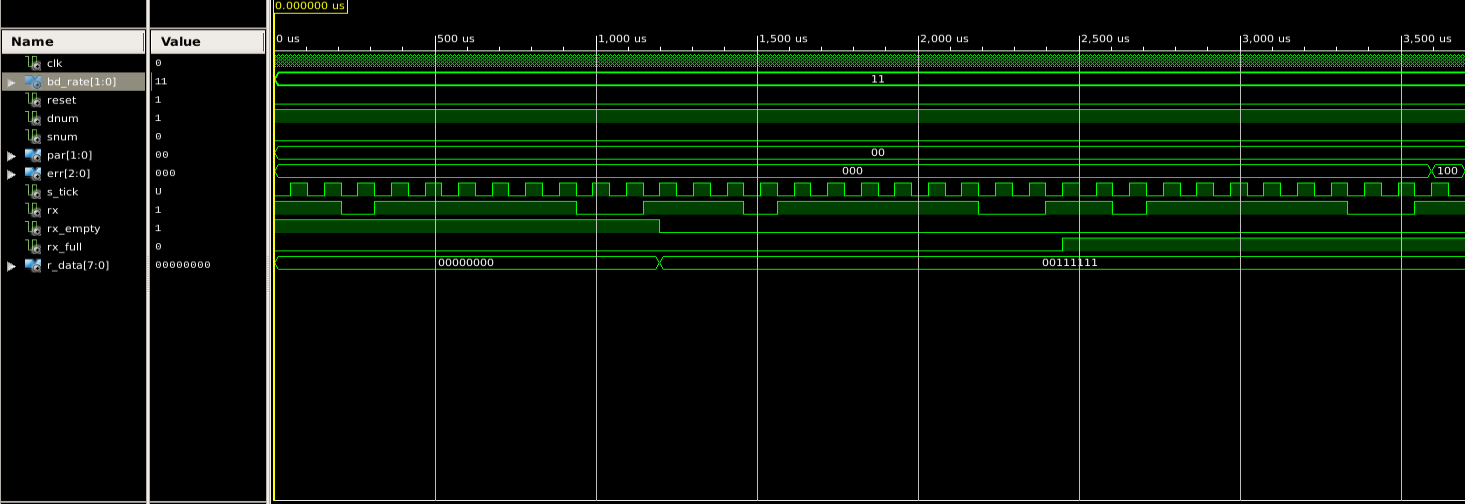 0.000000 us
Name Value 0 us 500 us 1,000 us 1,500 us 2,000 us 2,500 us 3,000 us 3,500 us
clk 0
bd_rate[1:0] 11 11
reset 1
dnum 1
snum 0
par[1:0] 00 00
err[2:0] 000 000 100
s_tick U
rx 1
rx_empty 1
rx_full 0
r_data[7:0] 00000000 00000000 00111111